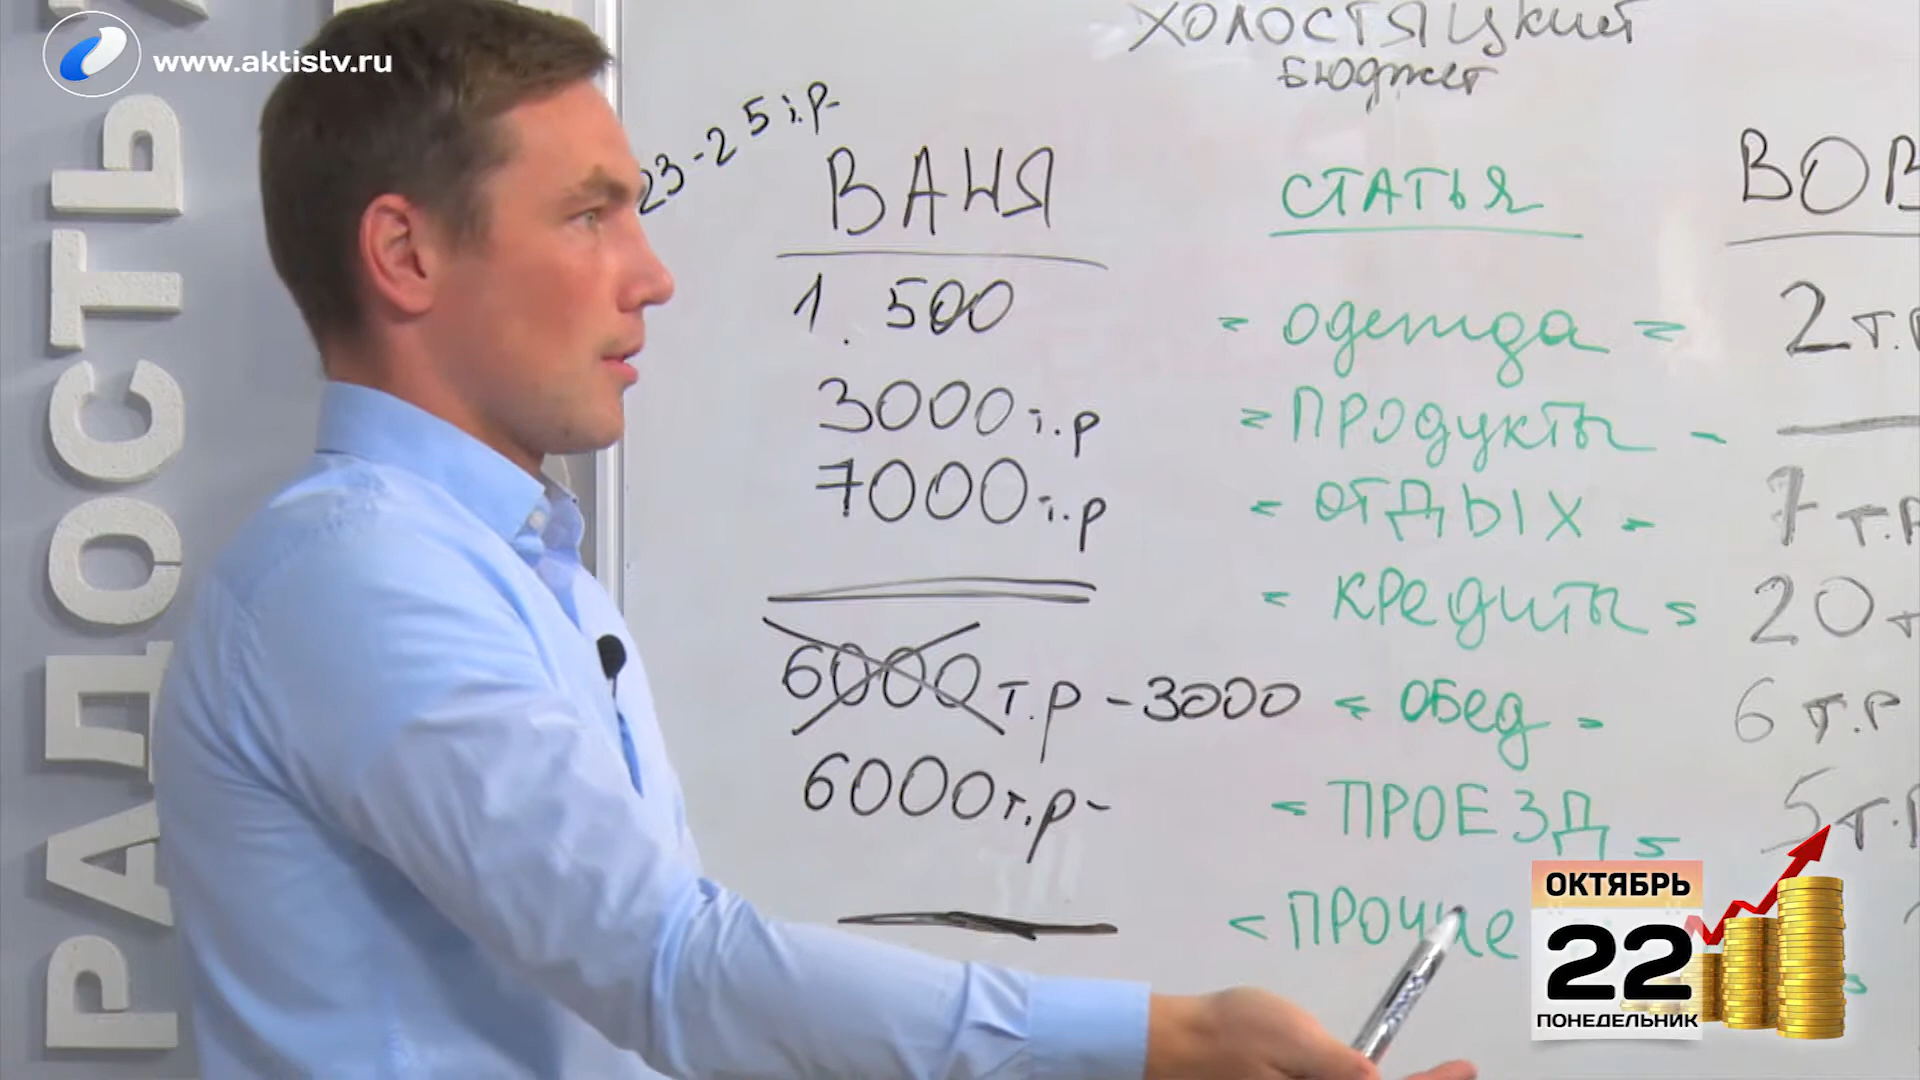 www.aktistv.ru
РАДОСТЬ
ХОЛОСТЯЦКИЙ
БЮДЖЕТ
23-25 т.р-
ВАНЯ
СТАТЬЯ
ВОВ
1.500
= одежда =
2 т.р
3000 т.р
= ПРОДУКТЫ -
7000 т.р
= ОТДЫХ -
7 т.р
= КРЕДИТЫ =
20 т
6000 т.р - 3000
= ОБЕД =
6 т.р
6000 т.р-
= ПРОЕЗД =
5 т.р
= ПРОЧИЕ
ОКТЯБРЬ
22
ПОНЕДЕЛЬНИК